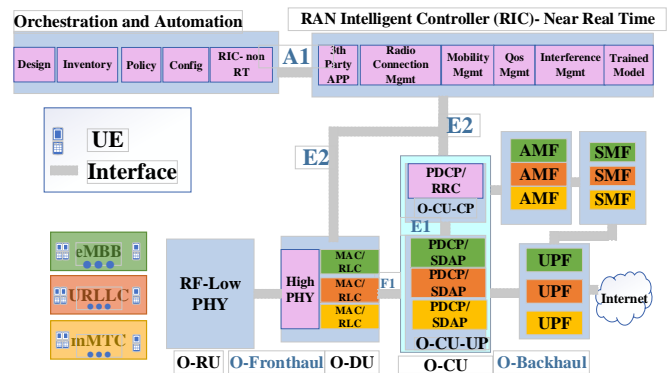 Orchestration and Automation
RAN Intelligent Controller (RIC)- Near Real Time
Design
Inventory
Policy
Config
RIC- non
RT
A1
3th
Party
APP
Radio
Connection
Mgmt
Mobility
Mgmt
Qos
Mgmt
Interference
Mgmt
Trained
Model
UE
Interface
E2
E2
PDCP/
RRC
O-CU-CP
AMF
AMF
AMF
SMF
SMF
SMF
E1
eMBB
URLLC
mMTC
RF-Low
PHY
High
PHY
MAC/
RLC
MAC/
RLC
MAC/
RLC
F1
PDCP/
SDAP
PDCP/
SDAP
PDCP/
SDAP
O-CU-UP
UPF
UPF
UPF
Internet
O-RU
O-Fronthaul
O-DU
O-CU
O-Backhaul